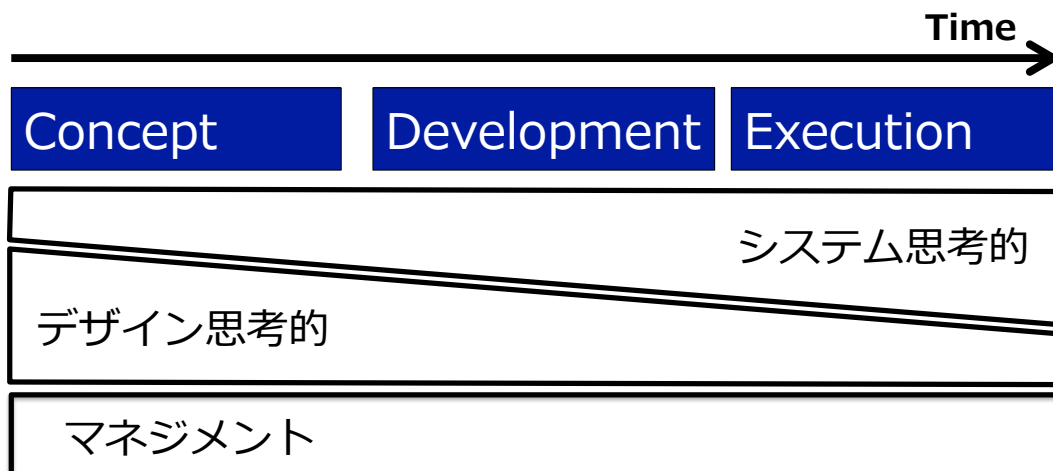 Time
Concept
Development
Execution
システム思考的
デザイン思考的
マネジメント